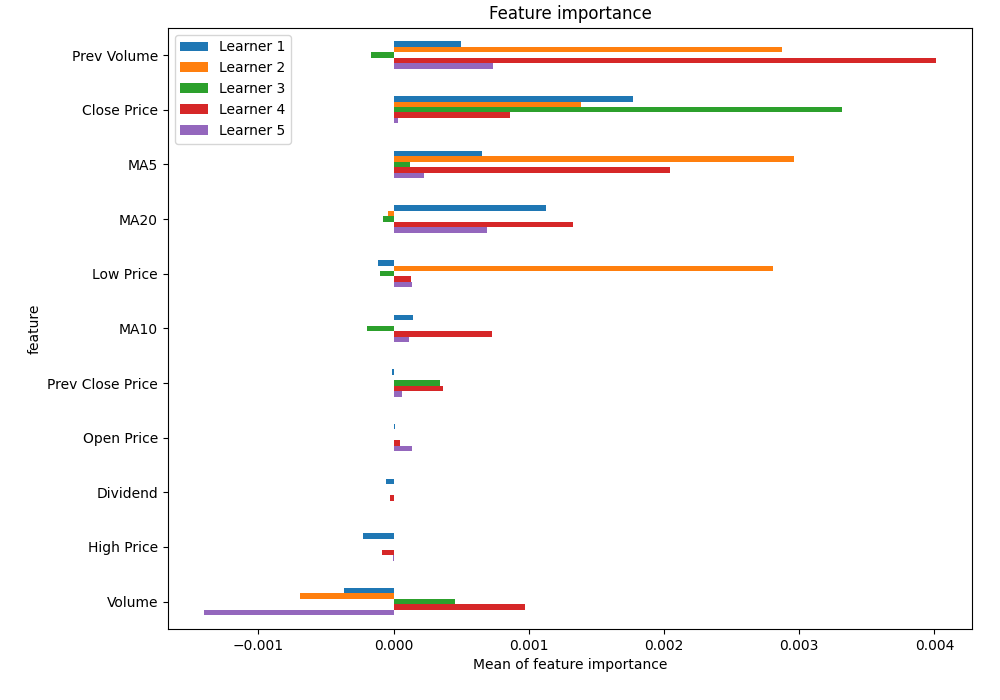 Feature importance
Learner 1
Learner 2
Learner 3
Learner 4
Learner 5
Prev Volume
Close Price
MA5
MA20
Low Price
MA10
Prev Close Price
Open Price
Dividend
High Price
Volume
feature
−0.001 0.000 0.001 0.002 0.003 0.004
Mean of feature importance